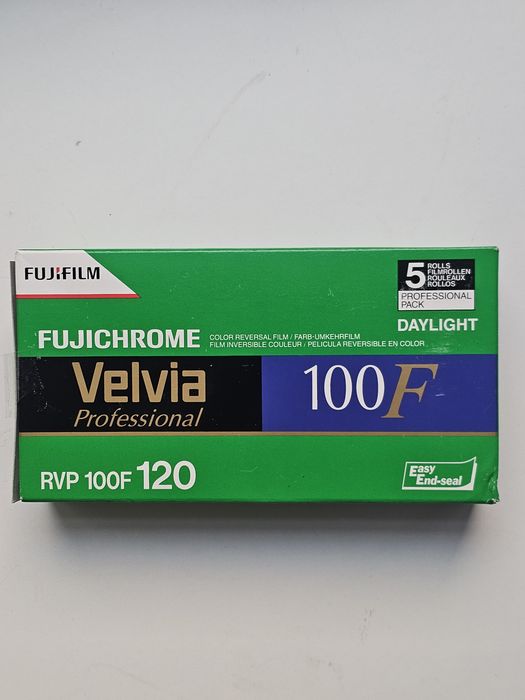 FUJIFILM
5 ROLLS
FILMROLLEN
ROULEAUX
ROLLOS
PROFESSIONAL
PACK
DAYLIGHT
FUJICHROME
COLOR REVERSAL FILM / FARB-UMKEHRFILM
FILM INVERSIBLE COULEUR / PELICULA REVERSIBLE EN COLOR
Velvia
Professional
100F
RVP 100F 120
Easy
End-seal